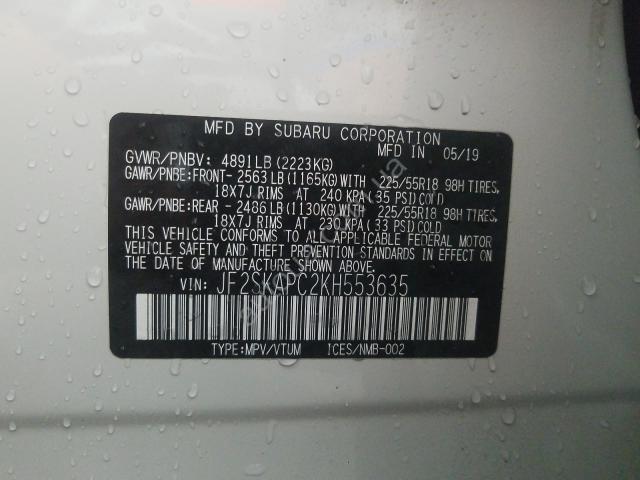 MFD BY SUBARU CORPORATION
MFD IN 05/19
GVWR/PNBV: 4891LB (2223KG)
GAWR/PNBE:FRONT- 2563 LB (1165KG) WITH 225/55R18 98H TIRES,
18X7J RIMS AT 240 KPA (35 PSI) COLD
GAWR/PNBE:REAR - 2486 LB (1130KG) WITH 225/55R18 98H TIRES,
18X7J RIMS AT 230 KPA (33 PSI) COLD
THIS VEHICLE CONFORMS TO ALL APPLICABLE FEDERAL MOTOR
VEHICLE SAFETY AND THEFT PREVENTION STANDARDS IN EFFECT ON
THE DATE OF MANUFACTURE SHOWN ABOVE.
VIN: JF2SKAPC2KH553635
TYPE:MPV/VTUM ICES/NMB-002